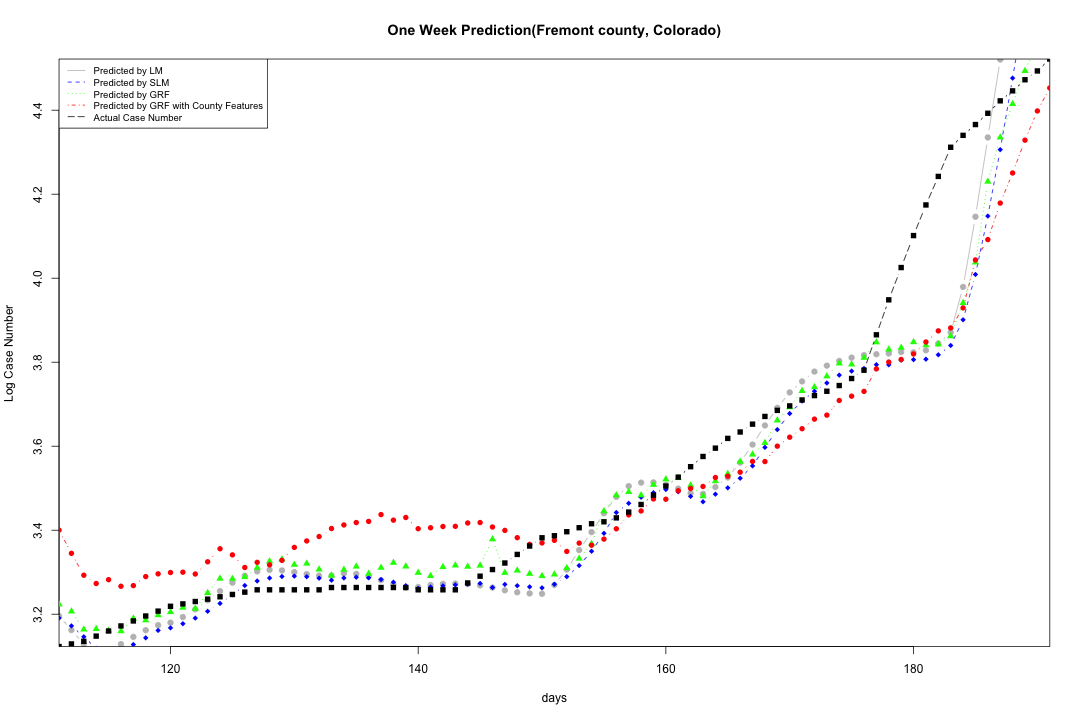 One Week Prediction(Fremont county, Colorado)
Predicted by LM
Predicted by SLM
Predicted by GRF
Predicted by GRF with County Features
Actual Case Number
Log Case Number
4.4
4.2
4.0
3.8
3.6
3.4
3.2
120 140 160 180
days